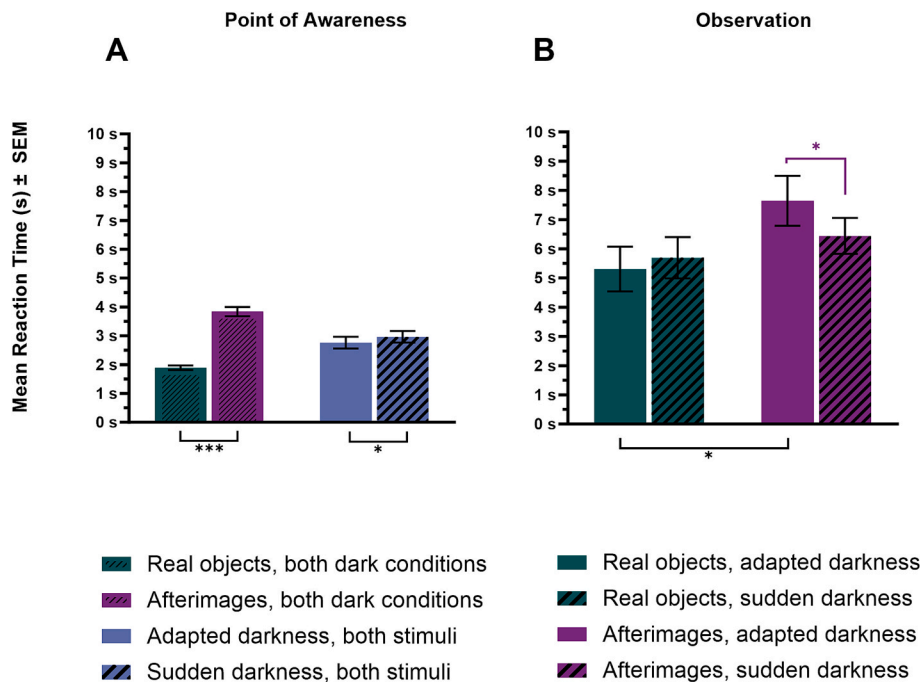 Point of Awareness
Observation
A
B
Mean Reaction Time (s) ± SEM
10 s
9 s
8 s
7 s
6 s
5 s
4 s
3 s
2 s
1 s
0 s
***
*
10 s
9 s
8 s
7 s
6 s
5 s
4 s
3 s
2 s
1 s
0 s
*
*
Real objects, both dark conditions
Afterimages, both dark conditions
Adapted darkness, both stimuli
Sudden darkness, both stimuli
Real objects, adapted darkness
Real objects, sudden darkness
Afterimages, adapted darkness
Afterimages, sudden darkness